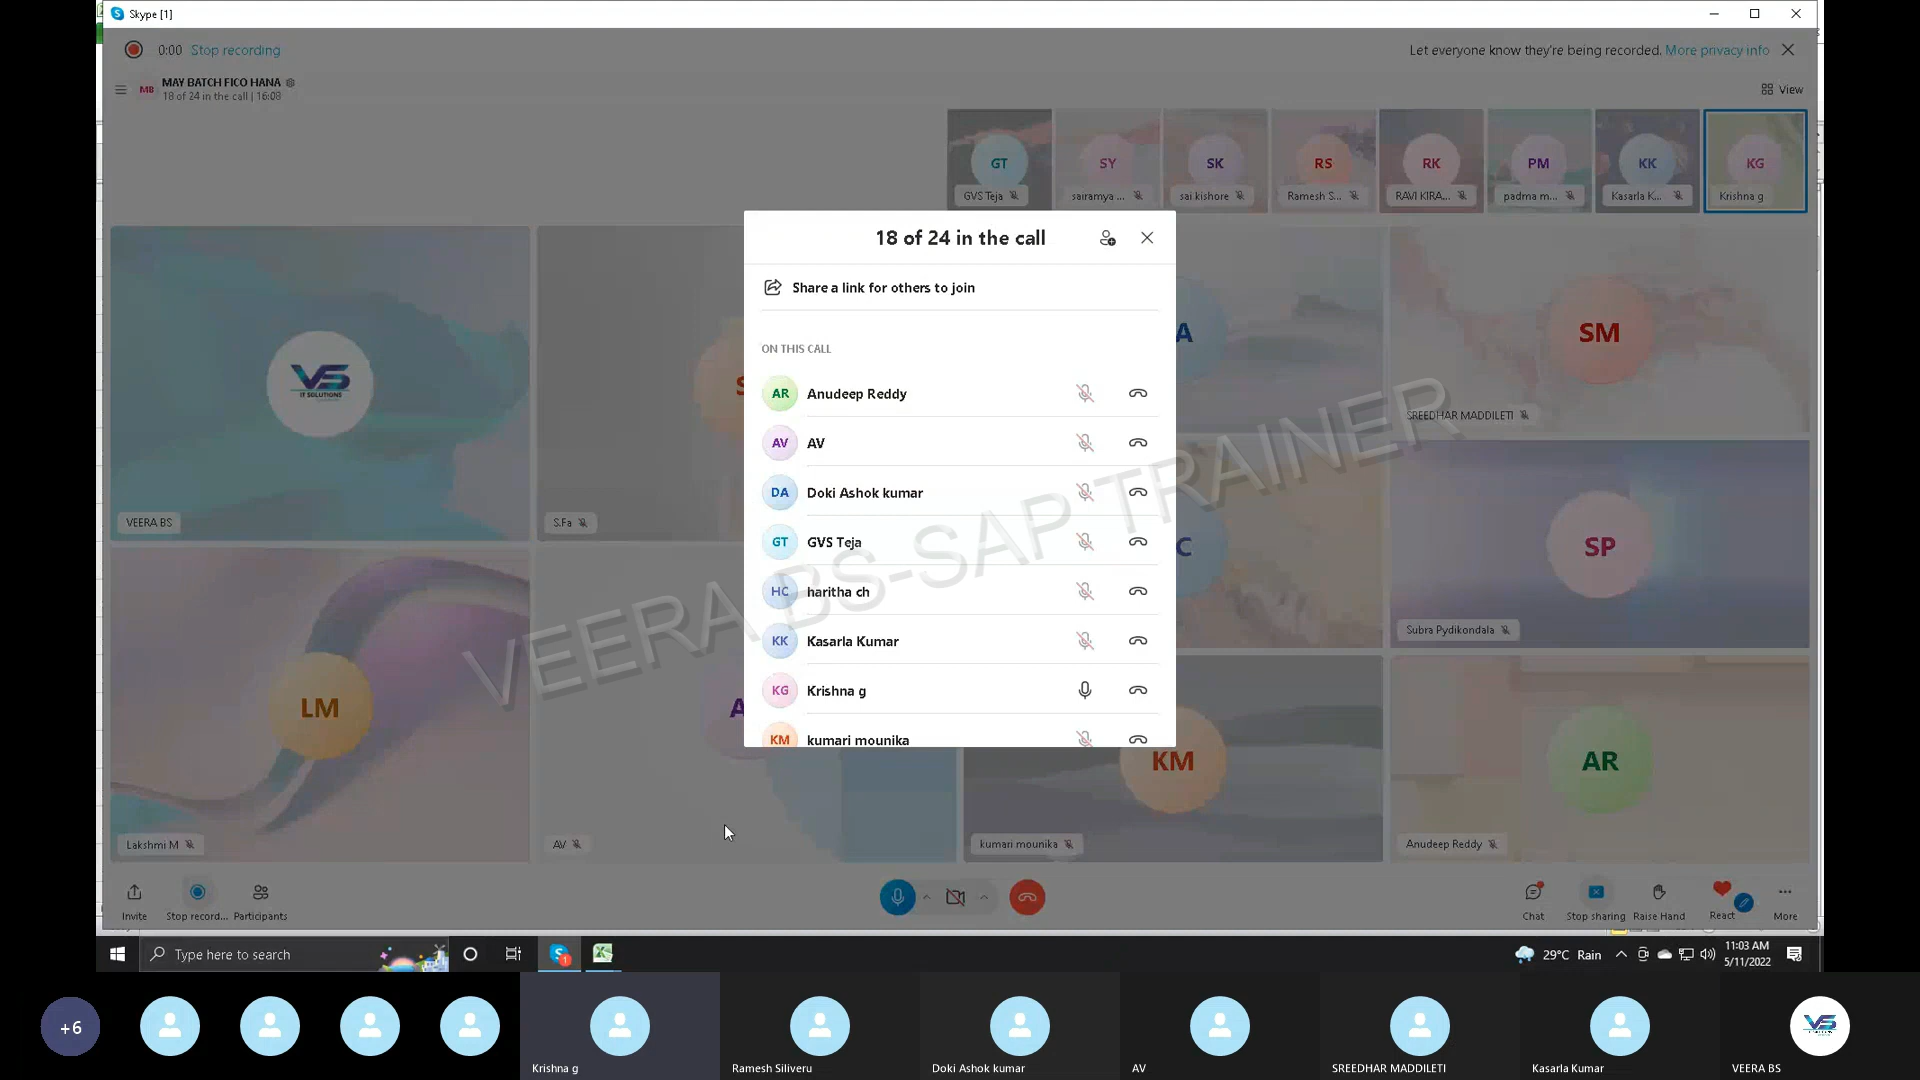 Skype [1]
0:00 Stop recording
Let everyone know they're being recorded. More privacy info
MB
MAY BATCH FICO HANA
18 of 24 in the call | 16:08
View
GT
GVS Teja
SY
sairamya ...
SK
sai kishore
RS
Ramesh S...
RK
RAVI KIRA...
PM
padma m...
KK
Kasarla K...
KG
Krishna g
18 of 24 in the call
Share a link for others to join
ON THIS CALL
AR Anudeep Reddy
AV AV
DA Doki Ashok kumar
GT GVS Teja
HC haritha ch
KK Kasarla Kumar
KG Krishna g
KM kumari mounika
VS
IT SOLUTIONS
VEERA BS
S.Fa
SM
SREEDHAR MADDILETI
SP
Subra Pydikondala
LM
Lakshmi M
AV
KM
kumari mounika
AR
Anudeep Reddy
VEERA BS-SAP TRAINER
Invite
Stop record...
Participants
Chat
Stop sharing
Raise Hand
React
More
Type here to search
1
29°C Rain
11:03 AM
5/11/2022
+6
Krishna g
Ramesh Siliveru
Doki Ashok kumar
AV
SREEDHAR MADDILETI
Kasarla Kumar
VS
VEERA BS